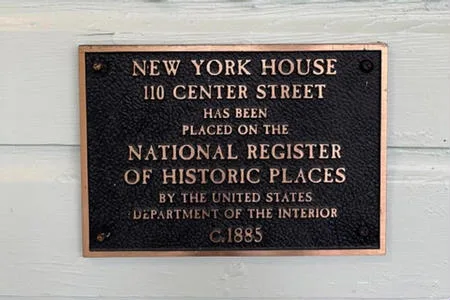 NEW YORK HOUSE
110 CENTER STREET
HAS BEEN
PLACED ON THE
NATIONAL REGISTER
OF HISTORIC PLACES
BY THE UNITED STATES
DEPARTMENT OF THE INTERIOR
C.1885